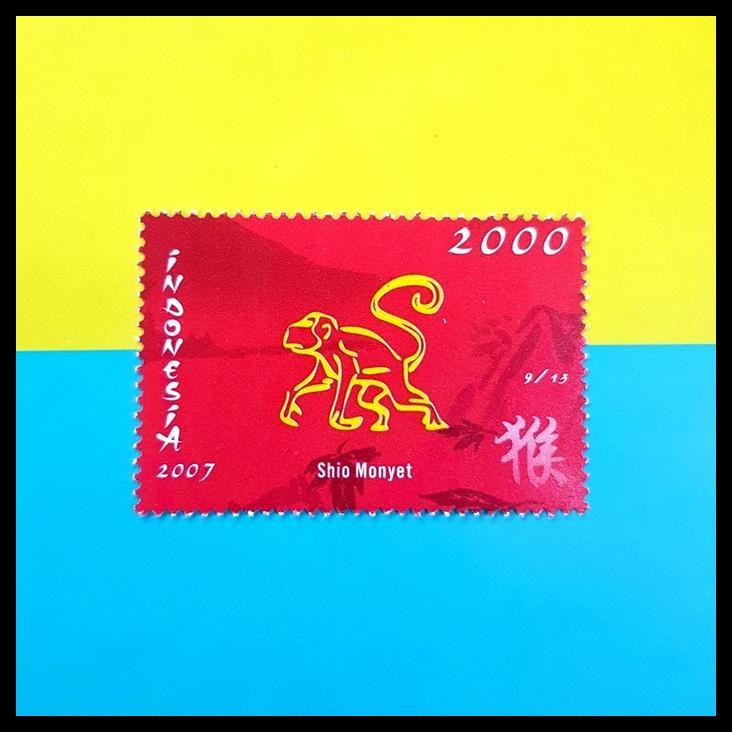 2000
INDONESIA
9/13
猴
2007
Shio Monyet